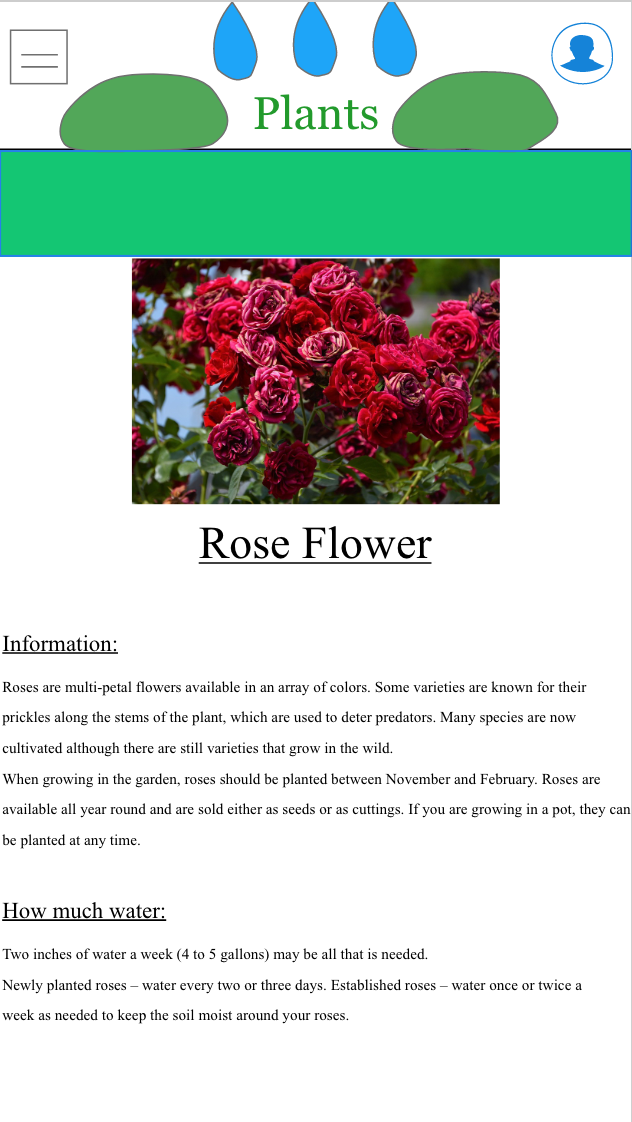 Plants
Rose Flower
Information:
Roses are multi-petal flowers available in an array of colors. Some varieties are known for their
prickles along the stems of the plant, which are used to deter predators. Many species are now
cultivated although there are still varieties that grow in the wild.
When growing in the garden, roses should be planted between November and February. Roses are
available all year round and are sold either as seeds or as cuttings. If you are growing in a pot, they can
be planted at any time.
How much water:
Two inches of water a week (4 to 5 gallons) may be all that is needed.
Newly planted roses – water every two or three days. Established roses – water once or twice a
week as needed to keep the soil moist around your roses.